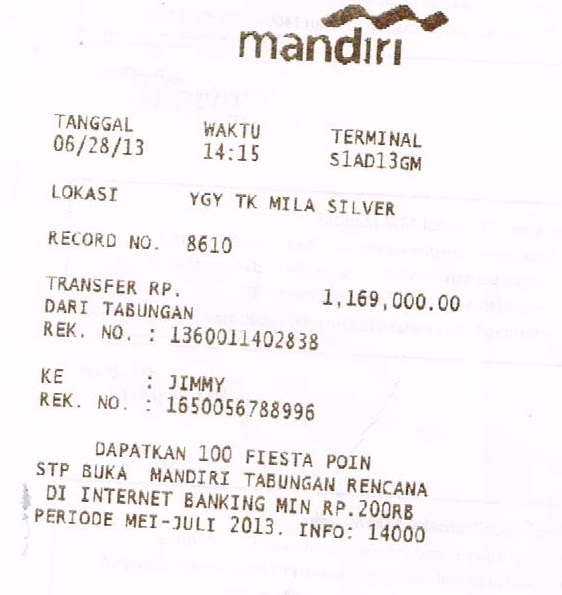 mandiri
TANGGAL WAKTU TERMINAL
06/28/13 14:15 S1AD13GM
LOKASI YGY TK MILA SILVER
RECORD NO. 8610
TRANSFER RP. 1,169,000.00
DARI TABUNGAN
REK. NO. : 1360011402838
KE : JIMMY
REK. NO. : 1650056788996
DAPATKAN 100 FIESTA POIN
STP BUKA MANDIRI TABUNGAN RENCANA
DI INTERNET BANKING MIN RP.200RB
PERIODE MEI-JULI 2013. INFO: 14000